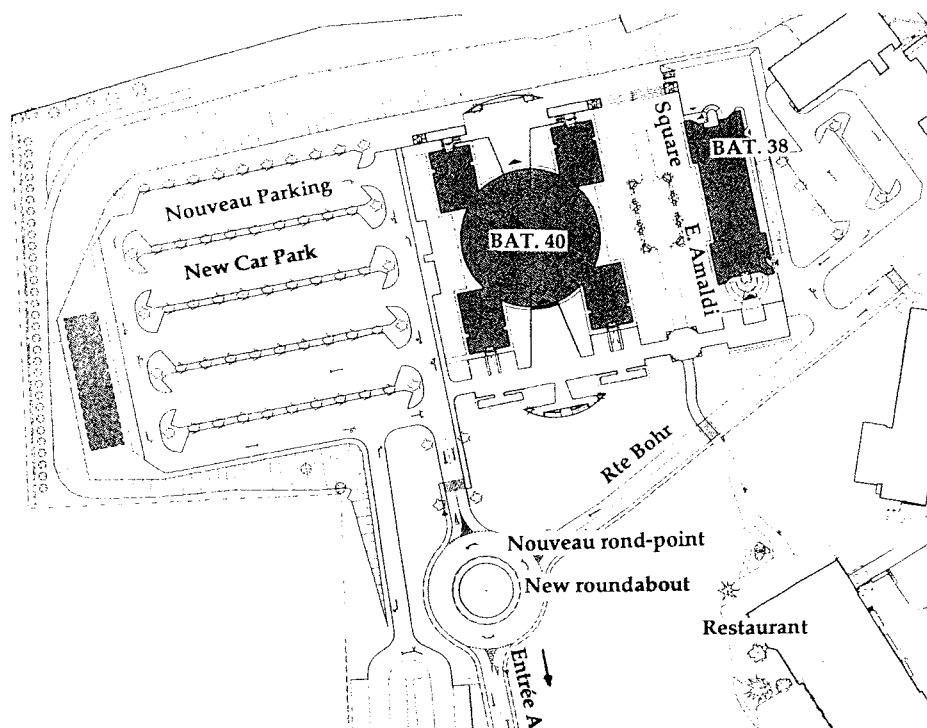 Nouveau Parking
New Car Park
BAT. 40
Square E. Amaldi
BAT. 38
Rte Bohr
Nouveau rond-point
New roundabout
Restaurant
Entrée A